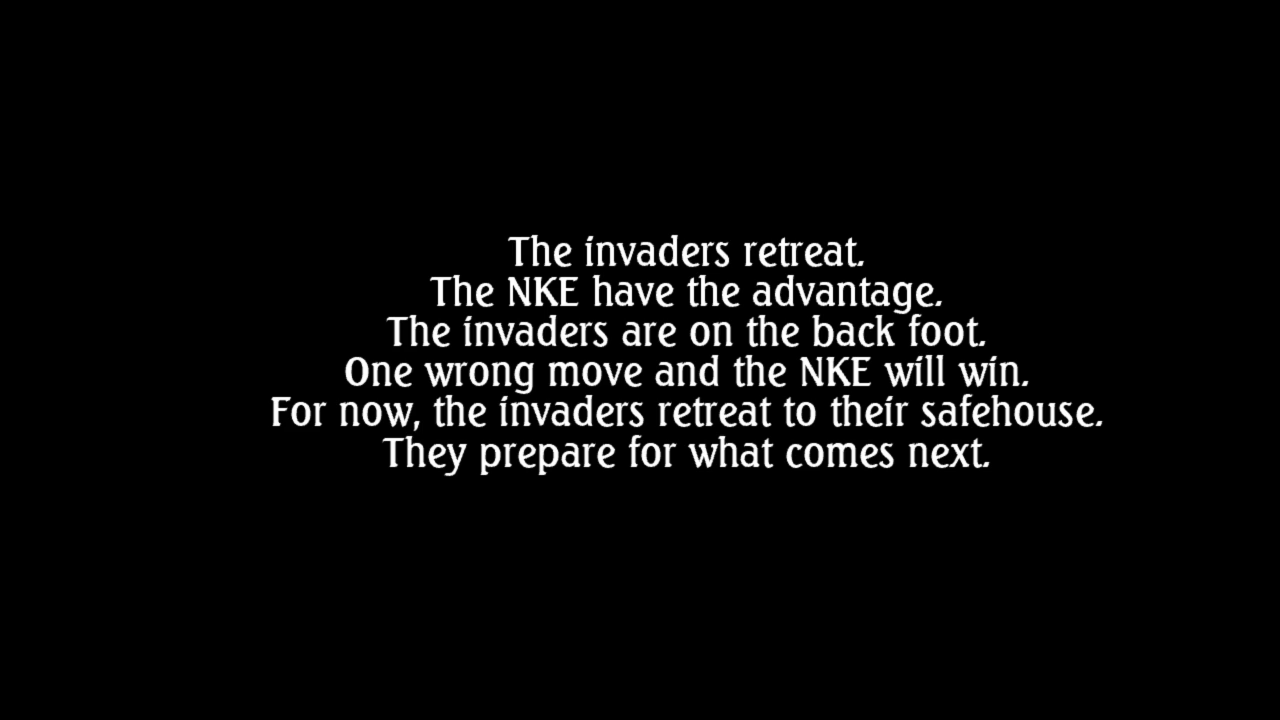 The invaders retreat.
The NKE have the advantage.
The invaders are on the back foot.
One wrong move and the NKE will win.
For now, the invaders retreat to their safehouse.
They prepare for what comes next.